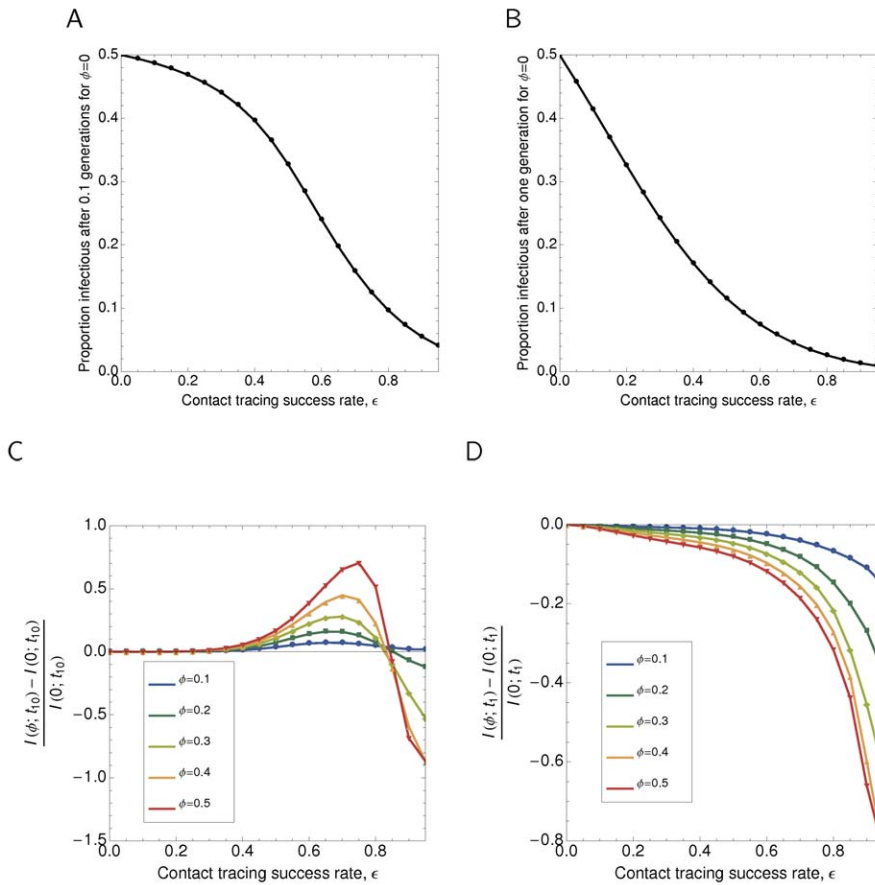 A
Proportion infectious after 0.1 generations for ϕ=0
0.5
0.4
0.3
0.2
0.1
0.0
0.0 0.2 0.4 0.6 0.8
Contact tracing success rate, ϵ
B
Proportion infectious after one generation for ϕ=0
0.5
0.4
0.3
0.2
0.1
0.0
0.0 0.2 0.4 0.6 0.8
Contact tracing success rate, ϵ
C
I(ϕ; t10) − I(0; t10)
I(0; t10)
1.0
0.5
0.0
−0.5
−1.0
−1.5
ϕ=0.1
ϕ=0.2
ϕ=0.3
ϕ=0.4
ϕ=0.5
0.0 0.2 0.4 0.6 0.8
Contact tracing success rate, ϵ
D
I(ϕ; t1) − I(0; t1)
I(0; t1)
0.0
−0.2
−0.4
−0.6
−0.8
ϕ=0.1
ϕ=0.2
ϕ=0.3
ϕ=0.4
ϕ=0.5
0.0 0.2 0.4 0.6 0.8
Contact tracing success rate, ϵ